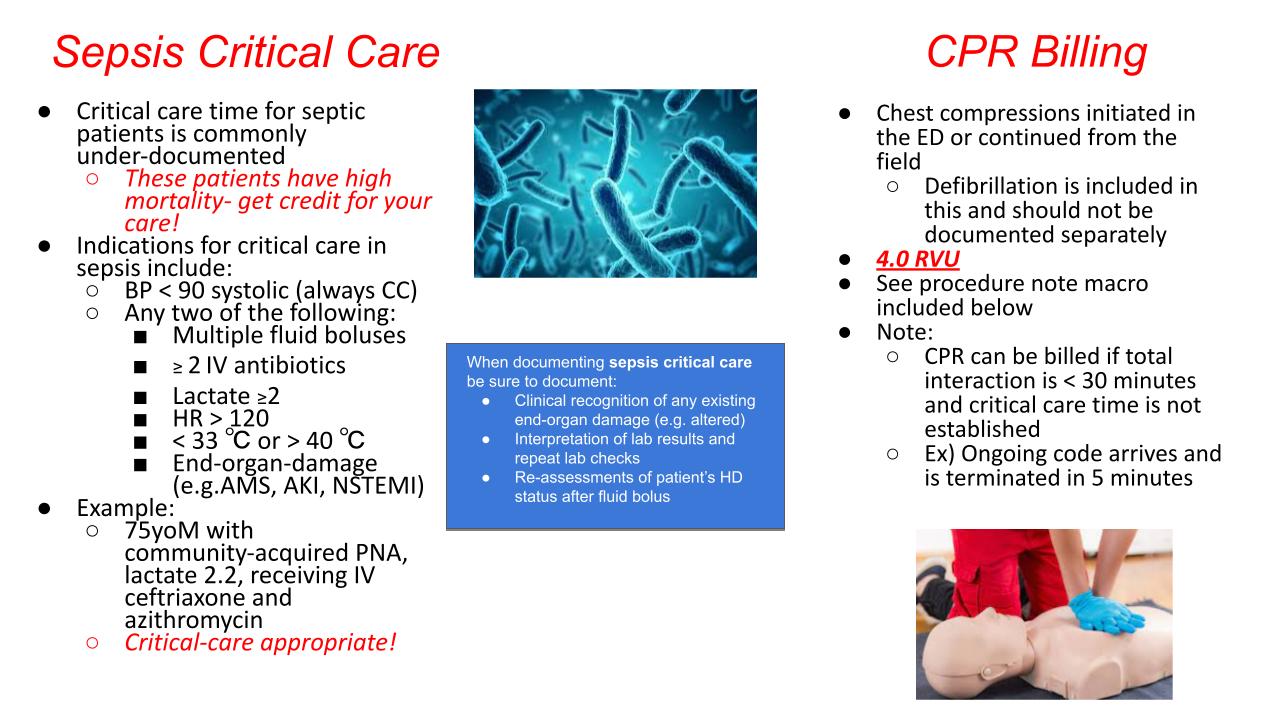 Sepsis Critical Care
● Critical care time for septic
patients is commonly
under-documented
○ These patients have high
mortality- get credit for your
care!
● Indications for critical care in
sepsis include:
○ BP < 90 systolic (always CC)
○ Any two of the following:
■ Multiple fluid boluses
■ ≥ 2 IV antibiotics
■ Lactate ≥2
■ HR > 120
■ < 33 ℃ or > 40 ℃
■ End-organ-damage
(e.g.AMS, AKI, NSTEMI)
● Example:
○ 75yoM with
community-acquired PNA,
lactate 2.2, receiving IV
ceftriaxone and
azithromycin
○ Critical-care appropriate!
When documenting sepsis critical care
be sure to document:
● Clinical recognition of any existing
end-organ damage (e.g. altered)
● Interpretation of lab results and
repeat lab checks
● Re-assessments of patient's HD
status after fluid bolus
CPR Billing
● Chest compressions initiated in
the ED or continued from the
field
○ Defibrillation is included in
this and should not be
documented separately
● 4.0 RVU
● See procedure note macro
included below
● Note:
○ CPR can be billed if total
interaction is < 30 minutes
and critical care time is not
established
○ Ex) Ongoing code arrives and
is terminated in 5 minutes